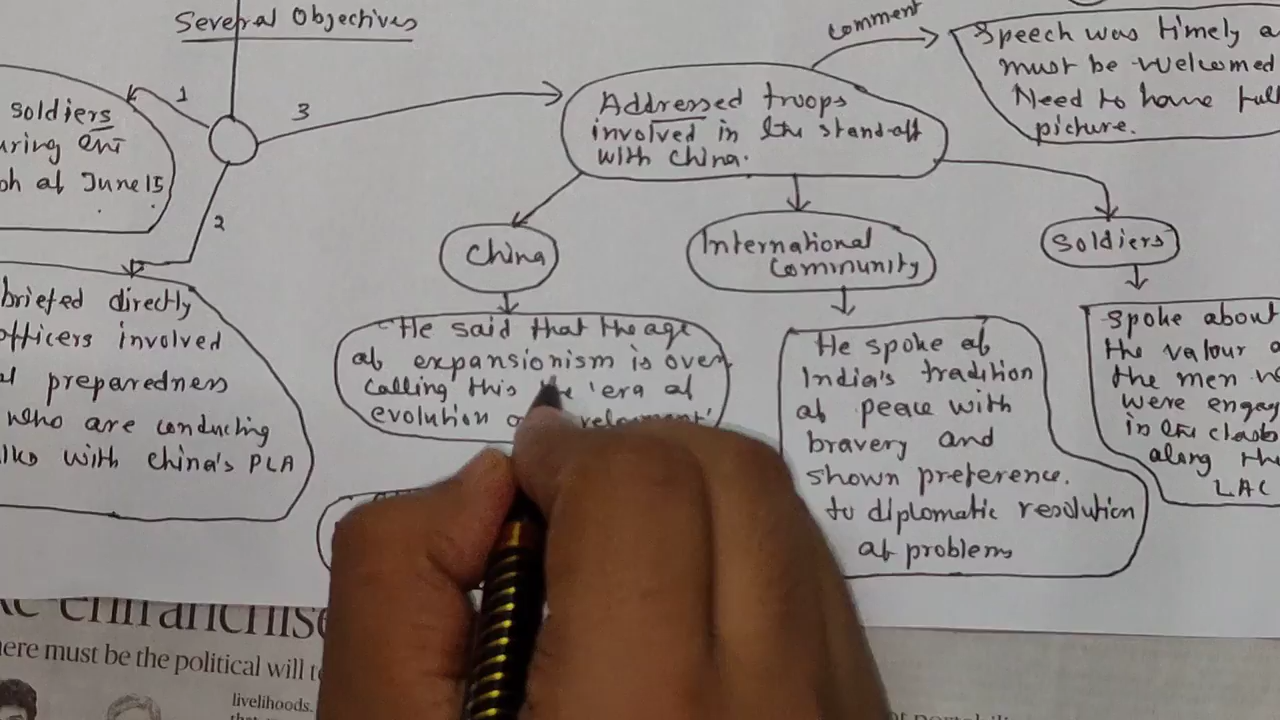 Several Objectives
1
3
2
soldiers
uring
June 15
briefed directly
officers involved
preparedness
who are conducting
with China's PLA
Addressed troops
involved in the stand-off
with China.
comment
Speech was timely a
must be welcomed
Need to have full
picture.
China
He said that the age
of expansionism is over
calling this the 'era of
evolution
International
Community
He spoke of
India's tradition
of peace with
bravery and
shown preference.
to diplomatic resolution
of problems
Soldiers
Spoke about
the valour o
the men
were engag
in the clash
along the
LAC
enfranchise
ere must be the political will t
livelihoods.